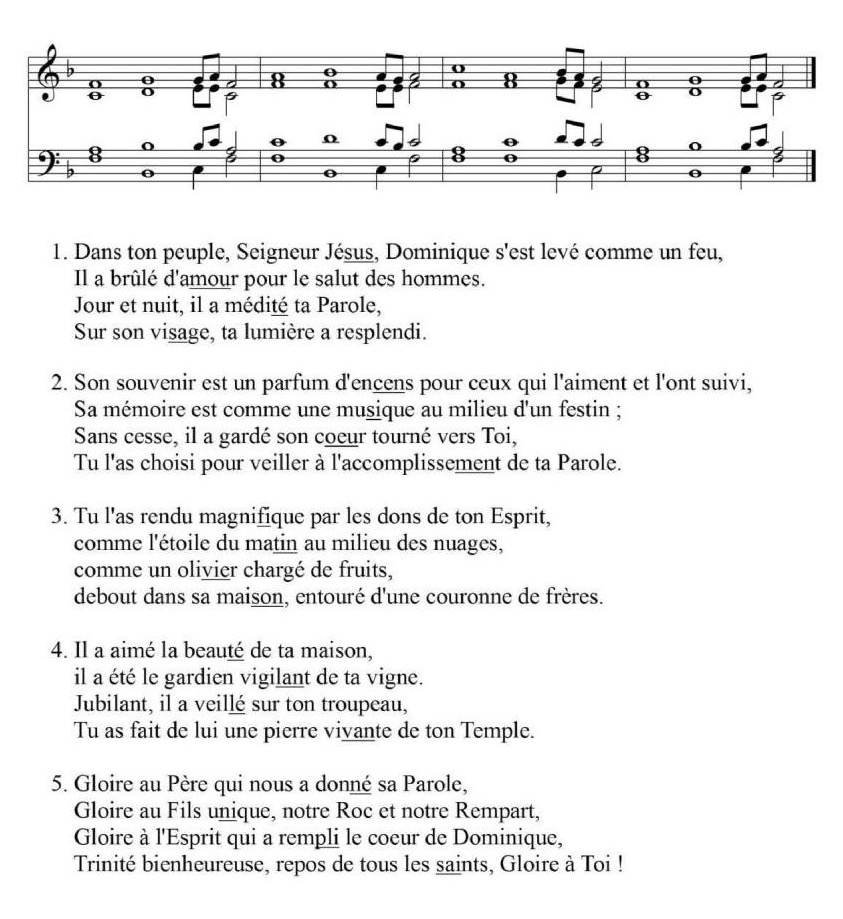 1. Dans ton peuple, Seigneur Jésus, Dominique s'est levé comme un feu,
Il a brûlé d'amour pour le salut des hommes.
Jour et nuit, il a médité ta Parole,
Sur son visage, ta lumière a resplendi.
2. Son souvenir est un parfum d'encens pour ceux qui l'aiment et l'ont suivi,
Sa mémoire est comme une musique au milieu d'un festin ;
Sans cesse, il a gardé son coeur tourné vers Toi,
Tu l'as choisi pour veiller à l'accomplissement de ta Parole.
3. Tu l'as rendu magnifique par les dons de ton Esprit,
comme l'étoile du matin au milieu des nuages,
comme un olivier chargé de fruits,
debout dans sa maison, entouré d'une couronne de frères.
4. Il a aimé la beauté de ta maison,
il a été le gardien vigilant de ta vigne.
Jubilant, il a veillé sur ton troupeau,
Tu as fait de lui une pierre vivante de ton Temple.
5. Gloire au Père qui nous a donné sa Parole,
Gloire au Fils unique, notre Roc et notre Rempart,
Gloire à l'Esprit qui a rempli le coeur de Dominique,
Trinité bienheureuse, repos de tous les saints, Gloire à Toi !